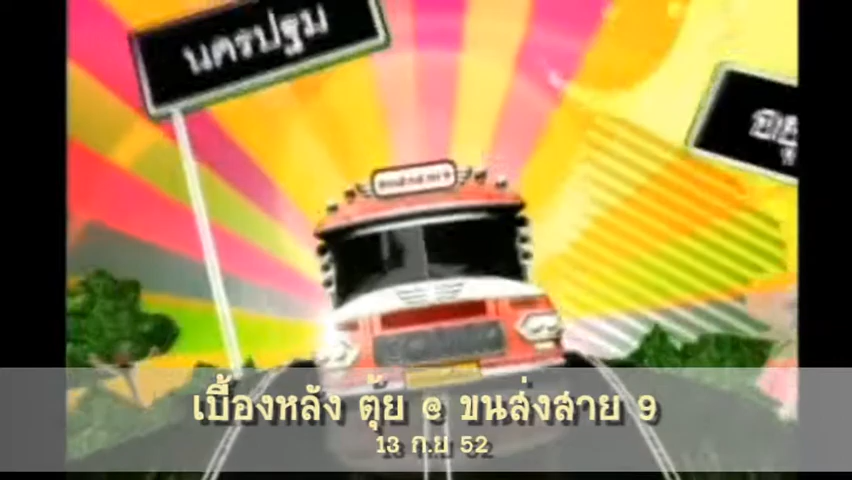 นครปฐม
เบื้องหลัง ตุ้ย @ ขนส่งสาย 9
13 ก.ย 52